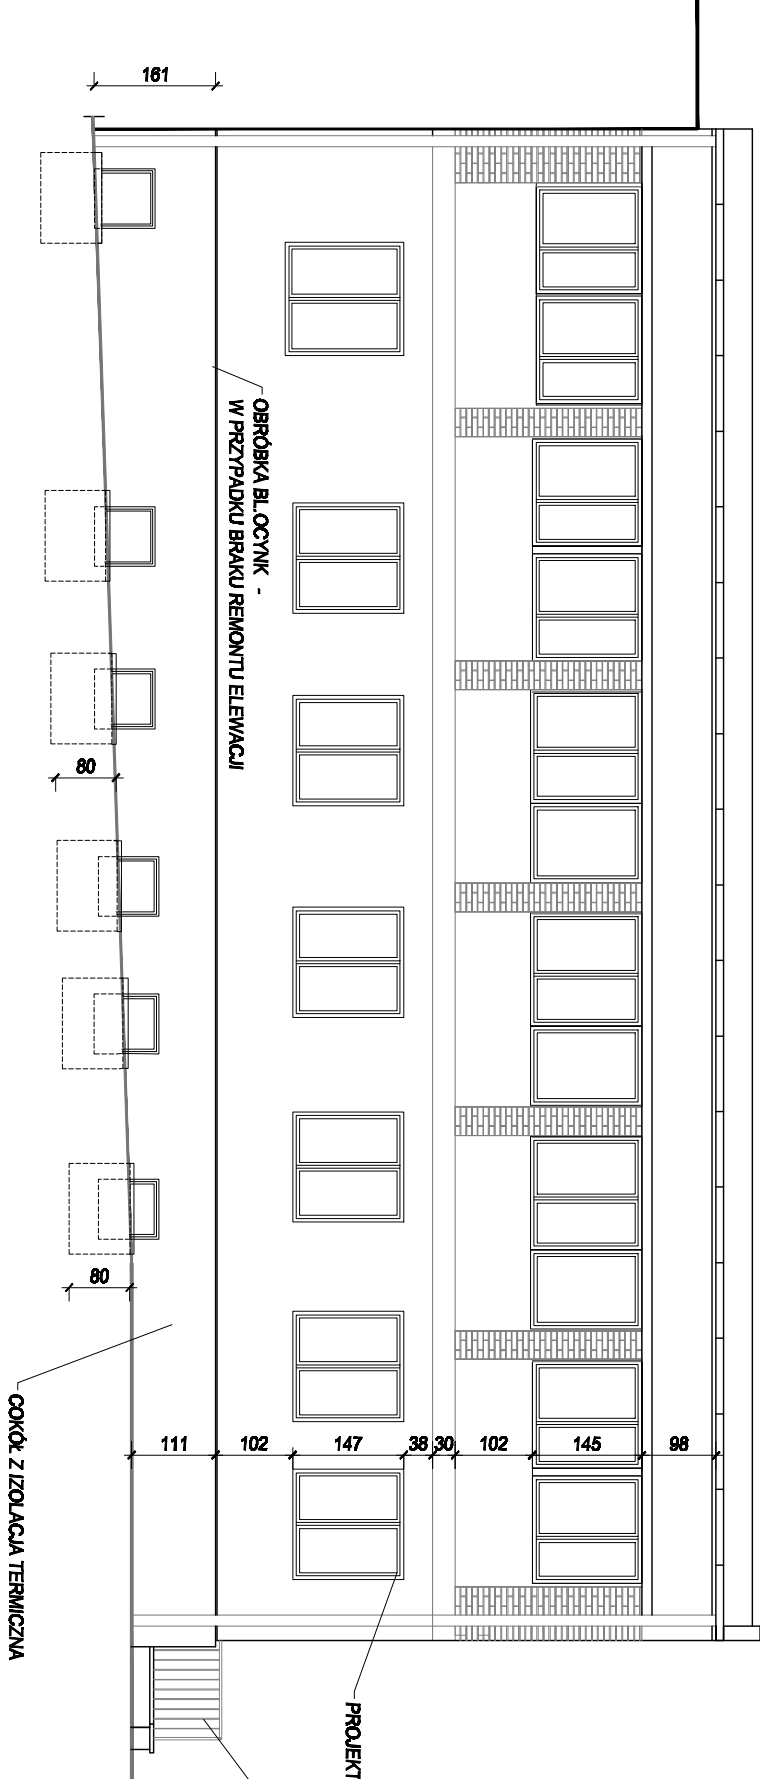 161
OBRÓBKA BL.OCYNK -
W PRZYPADKU BRAKU REMONTU ELEWACJI
80
80
111
102
147
38
30
102
145
98
COKÓŁ Z IZOLACJA TERMICZNA
PROJEKT